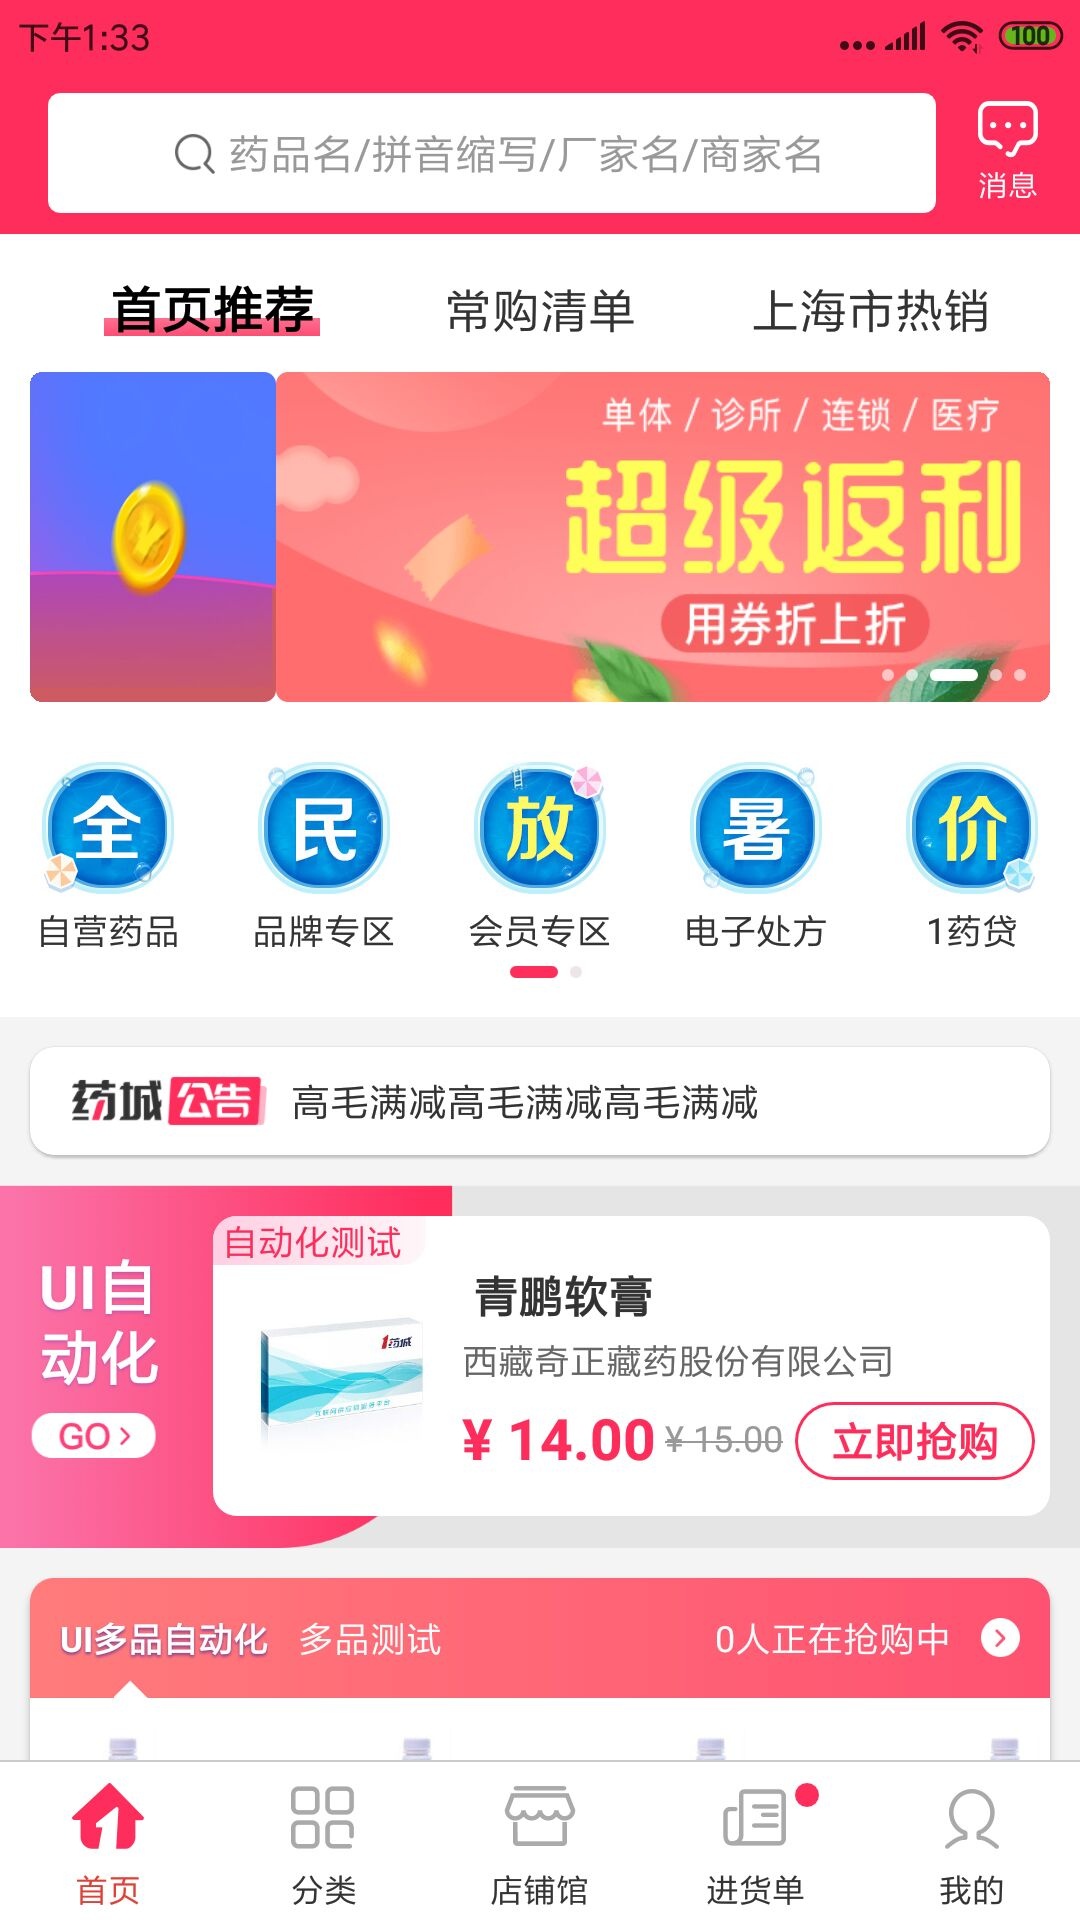 下午1:33
100
药品名/拼音缩写/厂家名/商家名
消息
首页推荐
常购清单
上海市热销
单体 / 诊所 / 连锁 / 医疗
超级返利
用券折上折
全
民
放
暑
价
自营药品
品牌专区
会员专区
电子处方
1药贷
药城 公告
高毛满减高毛满减高毛满减
UI自
动化
GO
自动化测试
1药城
青鹏软膏
西藏奇正藏药股份有限公司
¥ 14.00
¥ 15.00
立即抢购
UI多品自动化
多品测试
0人正在抢购中
首页
分类
店铺馆
进货单
我的